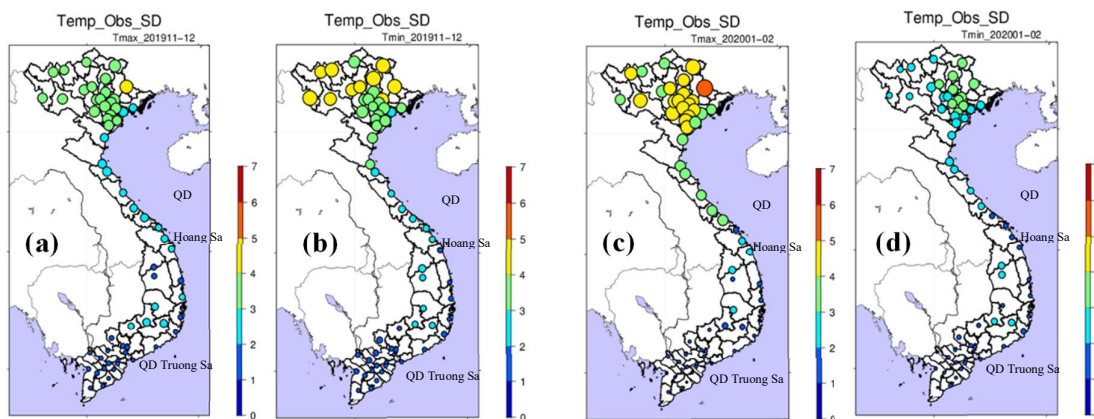 Temp_Obs_SD
Tmax_201911-12
QD
Hoang Sa
(a)
QD Truong Sa
7
6
5
4
3
2
1
0
Temp_Obs_SD
Tmin_201911-12
QD
Hoang Sa
(b)
QD Truong Sa
7
6
5
4
3
2
1
0
Temp_Obs_SD
Tmax_202001-02
QD
Hoang Sa
(c)
QD Truong Sa
7
6
5
4
3
2
1
0
Temp_Obs_SD
Tmin_202001-02
QD
Hoang Sa
(d)
QD Truong Sa